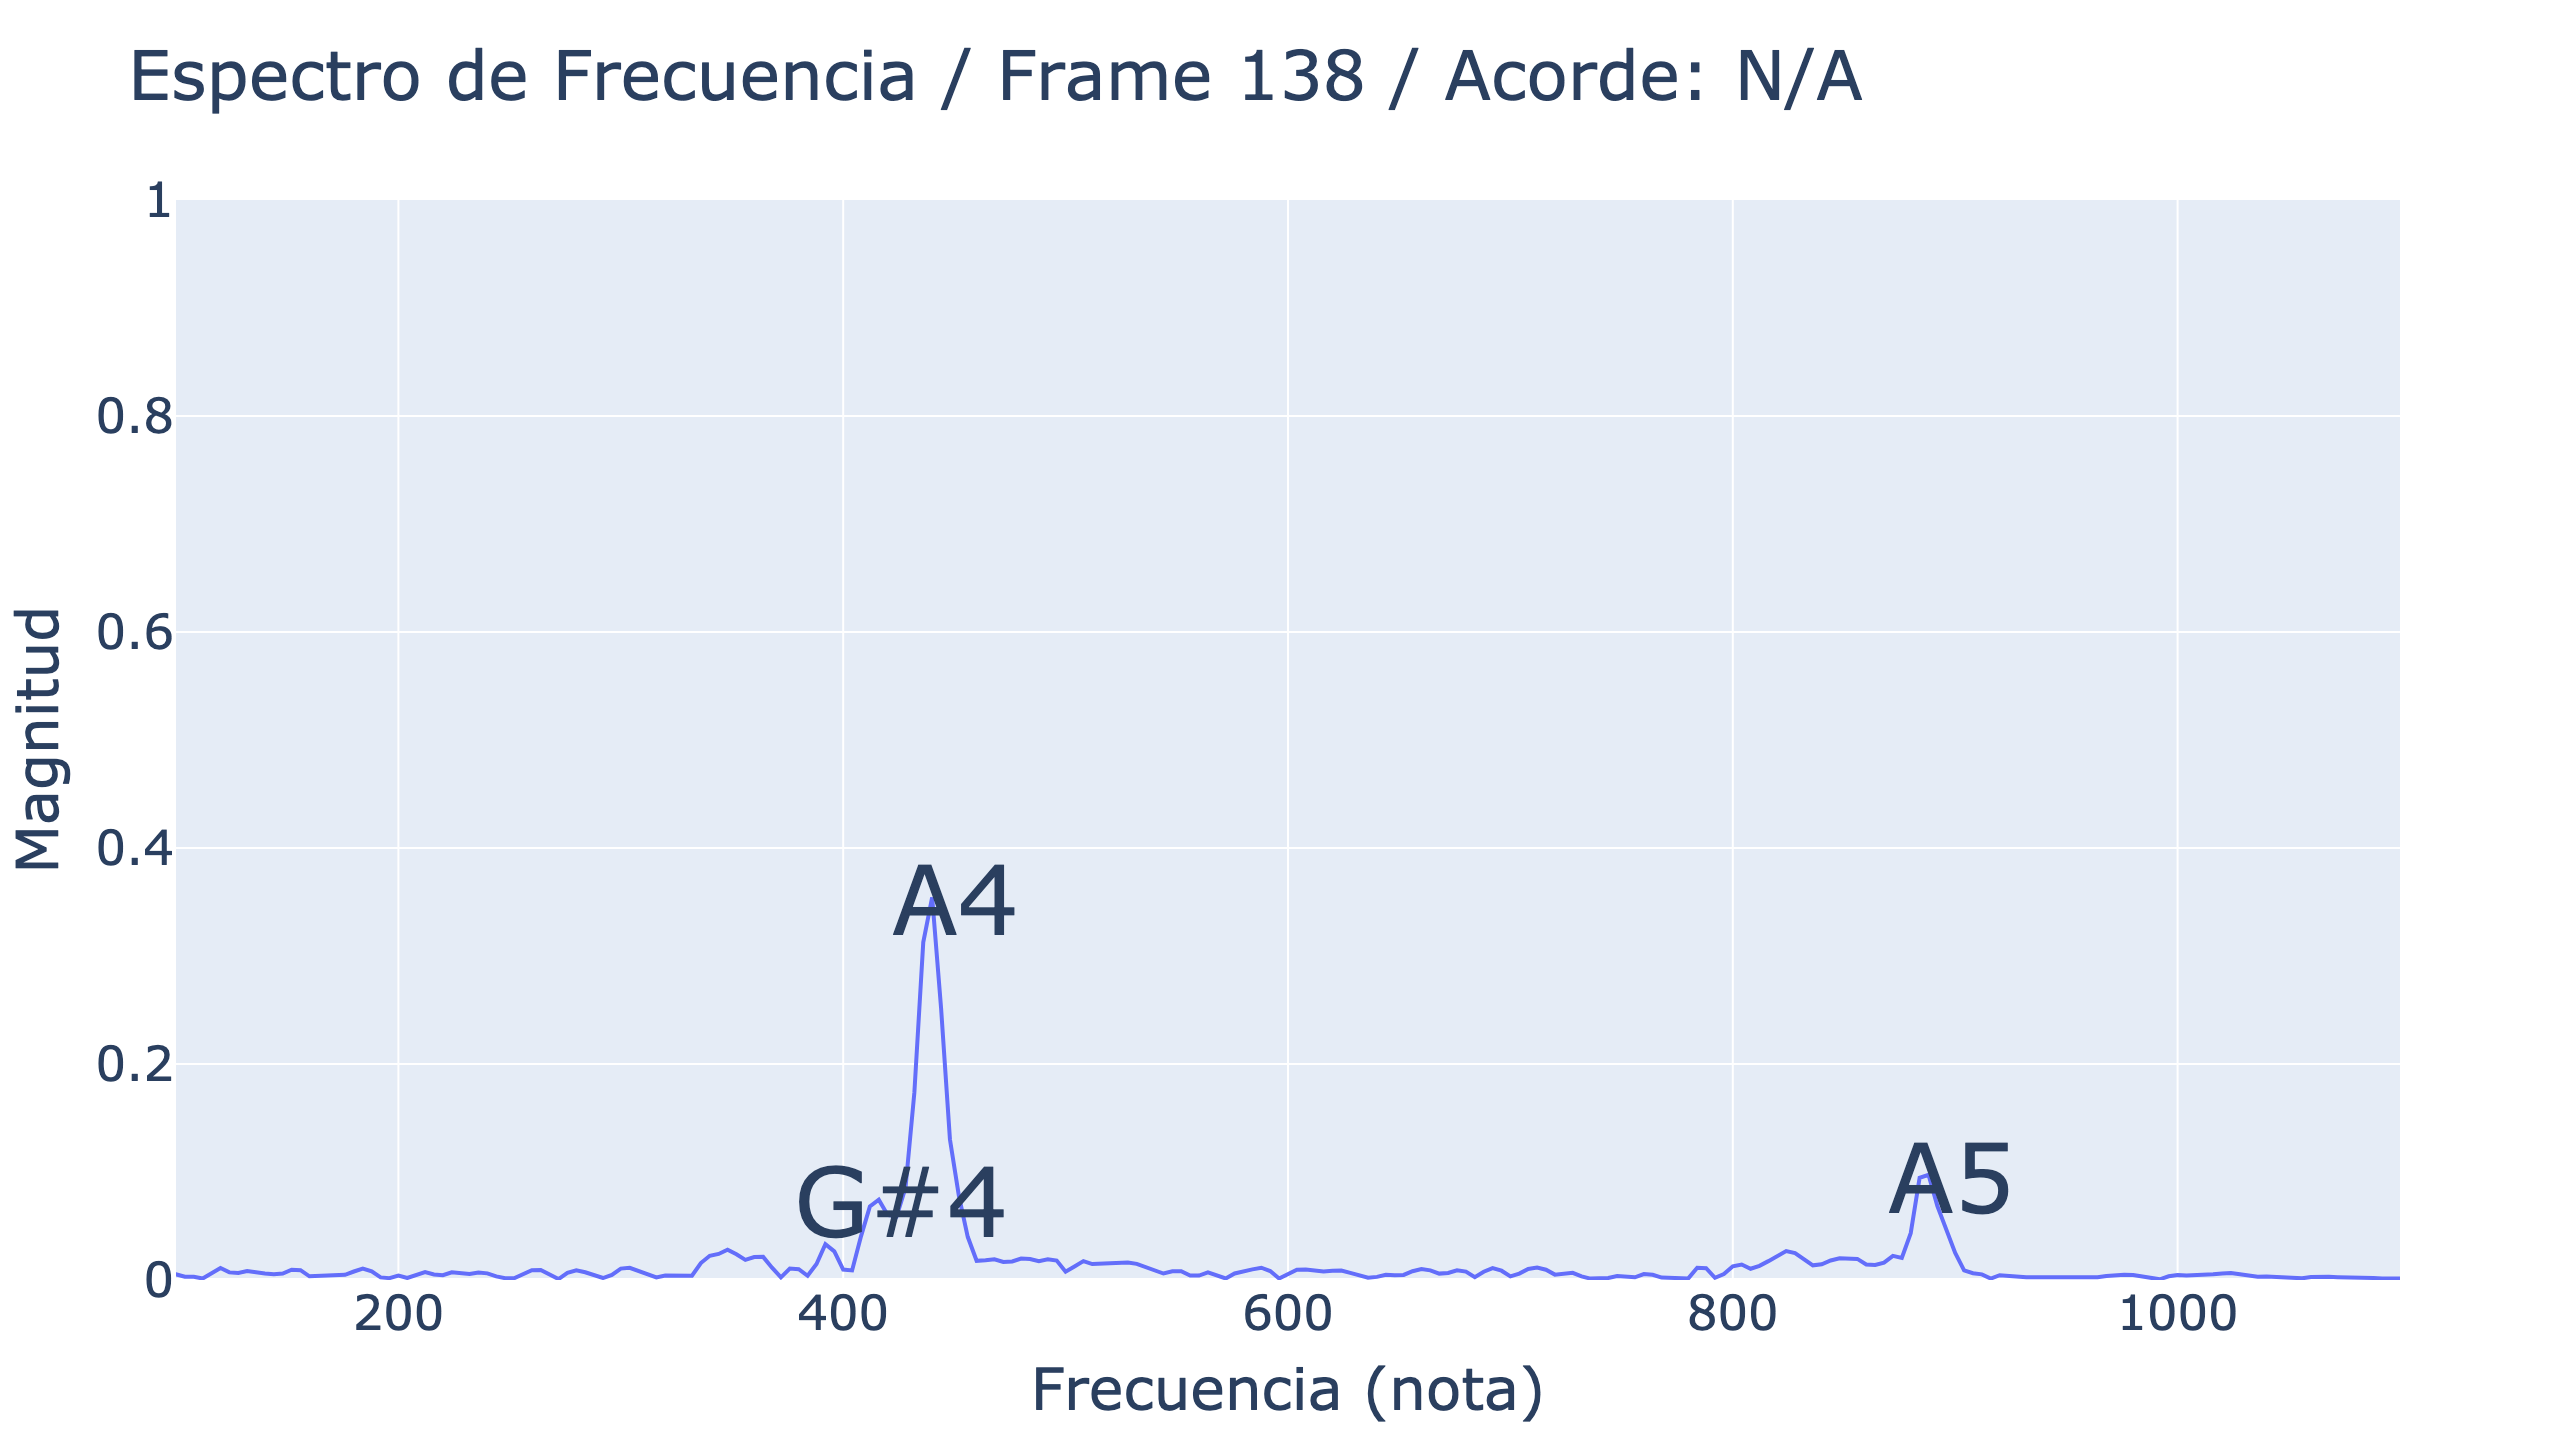 Espectro de Frecuencia / Frame 138 / Acorde: N/A
1
0.8
0.6
0.4
0.2
0
Magnitud
A4
G#4
A5
200 400 600 800 1000
Frecuencia (nota)